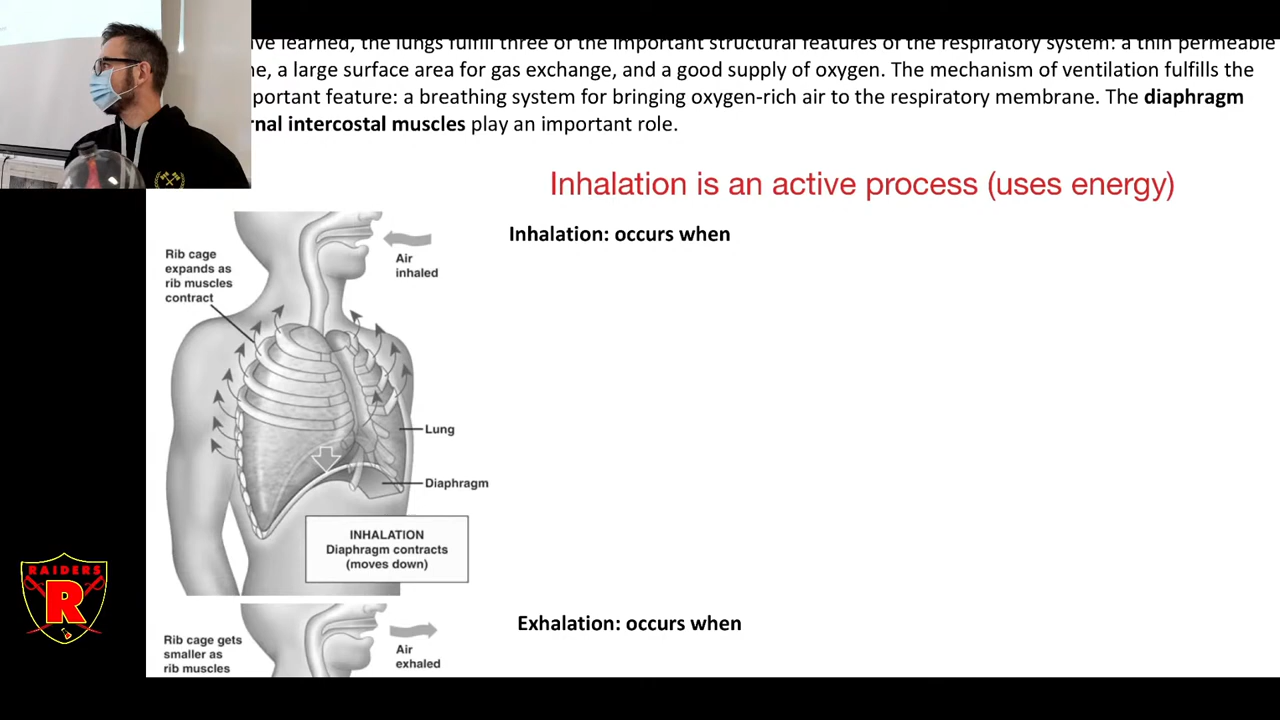 ve learned, the lungs fulfill three of the important structural features of the respiratory system: a thin permeable
e, a large surface area for gas exchange, and a good supply of oxygen. The mechanism of ventilation fulfills the
portant feature: a breathing system for bringing oxygen-rich air to the respiratory membrane. The diaphragm
rnal intercostal muscles play an important role.
Inhalation is an active process (uses energy)
Inhalation: occurs when
Rib cage
expands as
rib muscles
contract
Air
inhaled
Lung
Diaphragm
INHALATION
Diaphragm contracts
(moves down)
RAIDERS
R
Exhalation: occurs when
Rib cage gets
smaller as
rib muscles
Air
exhaled